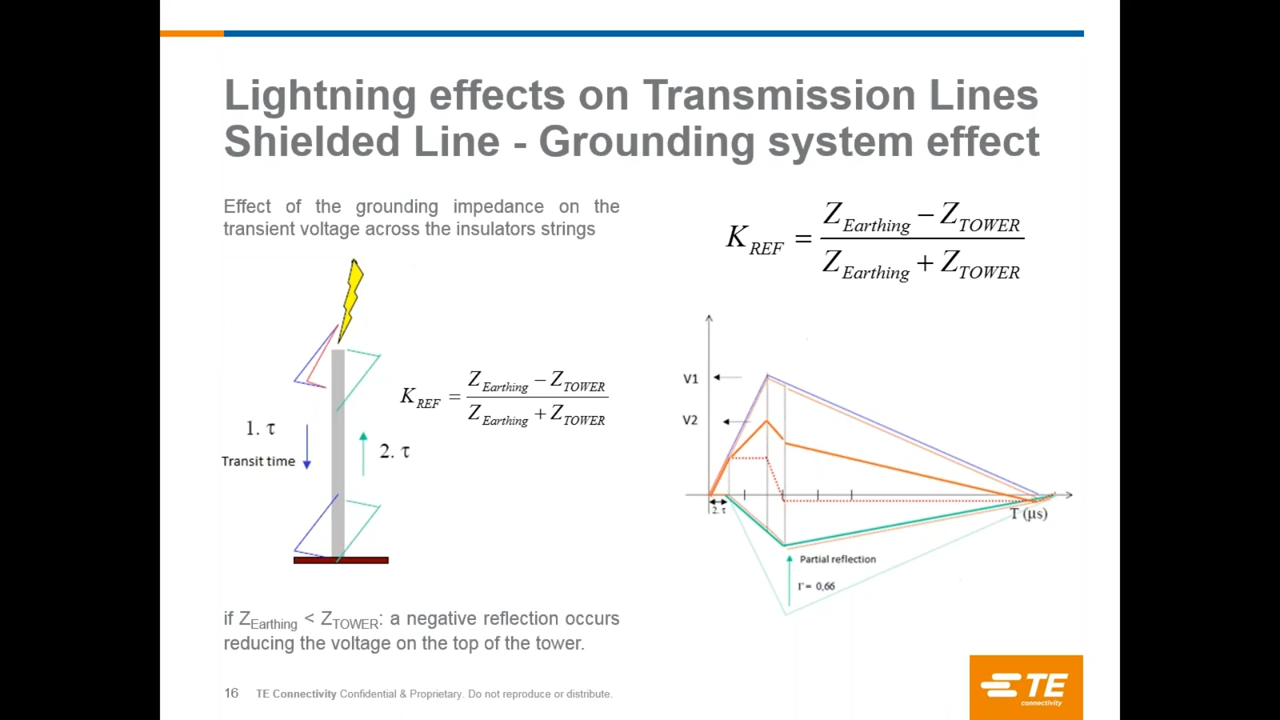 TE
Lightning effects on Transmission Lines
Shielded Line - Grounding system effect
Effect of the grounding impedance on the
transient voltage across the insulators strings
K_REF = (Z_Earthing − Z_TOWER) / (Z_Earthing + Z_TOWER)
1. τ
Transit time
2. τ
K_REF = (Z_Earthing − Z_TOWER) / (Z_Earthing + Z_TOWER)
V1
V2
2. τ
T (µs)
Partial reflection
Γ = 0,66
if Z_Earthing < Z_TOWER: a negative reflection occurs
reducing the voltage on the top of the tower.
16 TE Connectivity Confidential & Proprietary. Do not reproduce or distribute.
TE
connectivity